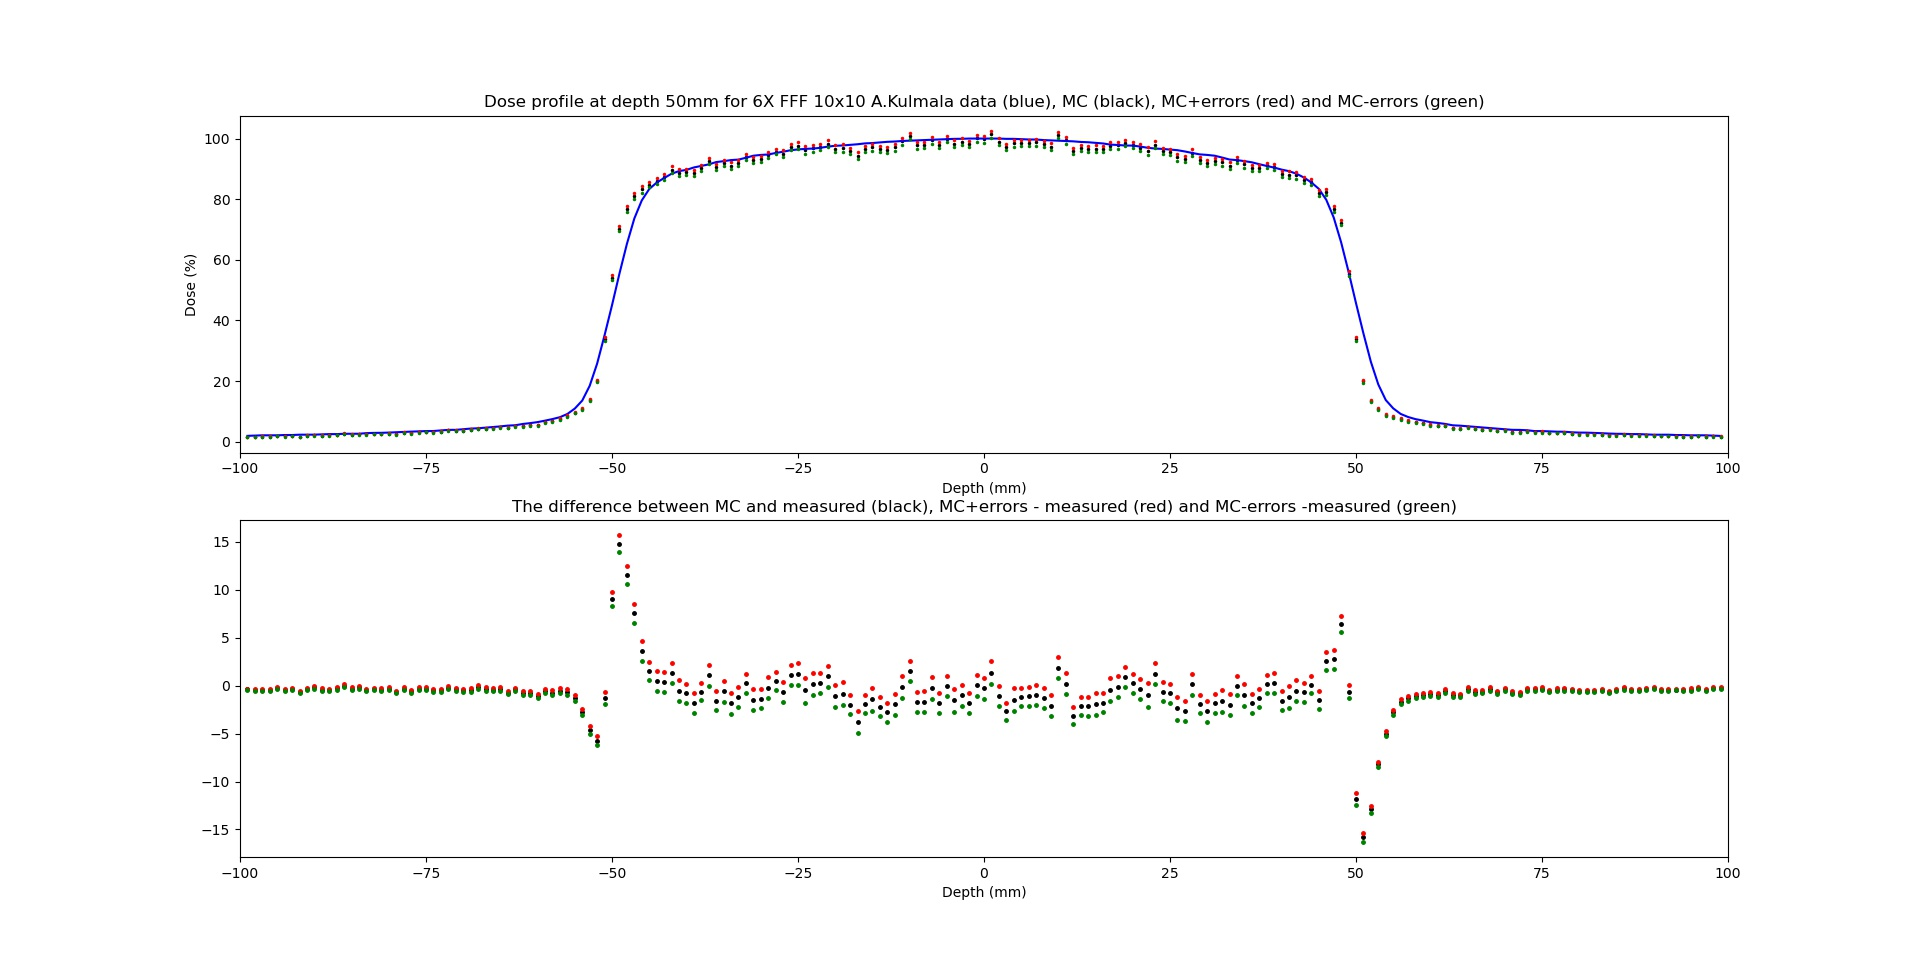 Dose profile at depth 50mm for 6X FFF 10x10 A.Kulmala data (blue), MC (black), MC+errors (red) and MC-errors (green)
Dose (%)
100
80
60
40
20
0
−100 −75 −50 −25 0 25 50 75 100
Depth (mm)
The difference between MC and measured (black), MC+errors - measured (red) and MC-errors -measured (green)
15
10
5
0
−5
−10
−15
−100 −75 −50 −25 0 25 50 75 100
Depth (mm)